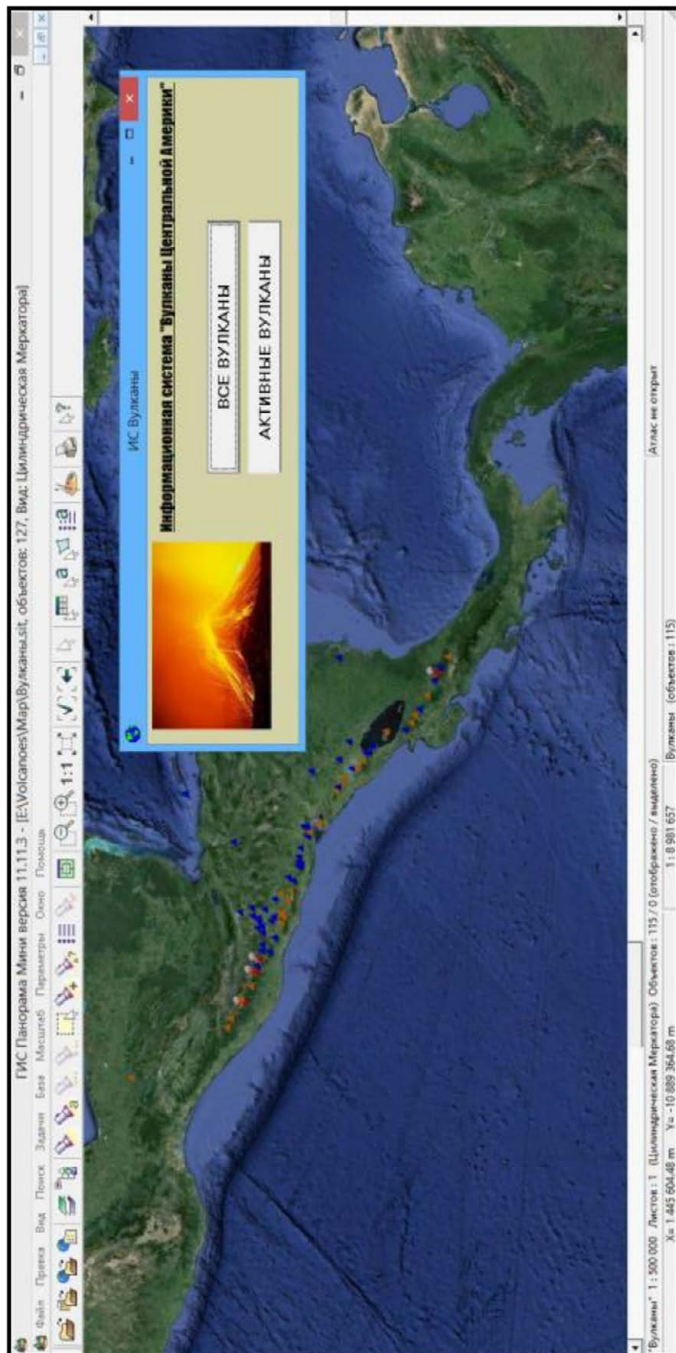 ГИС Панорама Мини версия 11.11.3 - [E:\Volcanoes\Map\Вулканы.sit, объектов: 127, Вид: Цилиндрическая Меркатора]
Файл Правка Вид Поиск Задачи База Масштаб Параметры Окно Помощь
1:1
ИС Вулканы
Информационная система "Вулканы Центральной Америки"
ВСЕ ВУЛКАНЫ
АКТИВНЫЕ ВУЛКАНЫ
"Вулканы" 1 : 500 000 Листов : 1 (Цилиндрическая Меркатора) Объектов : 115 / 0 (отображено / выделено) Атлас не открыт
X= 1 445 604.48 m Y= -10 889 364.68 m 1 : 8 981 657 Вулканы (объектов : 115)